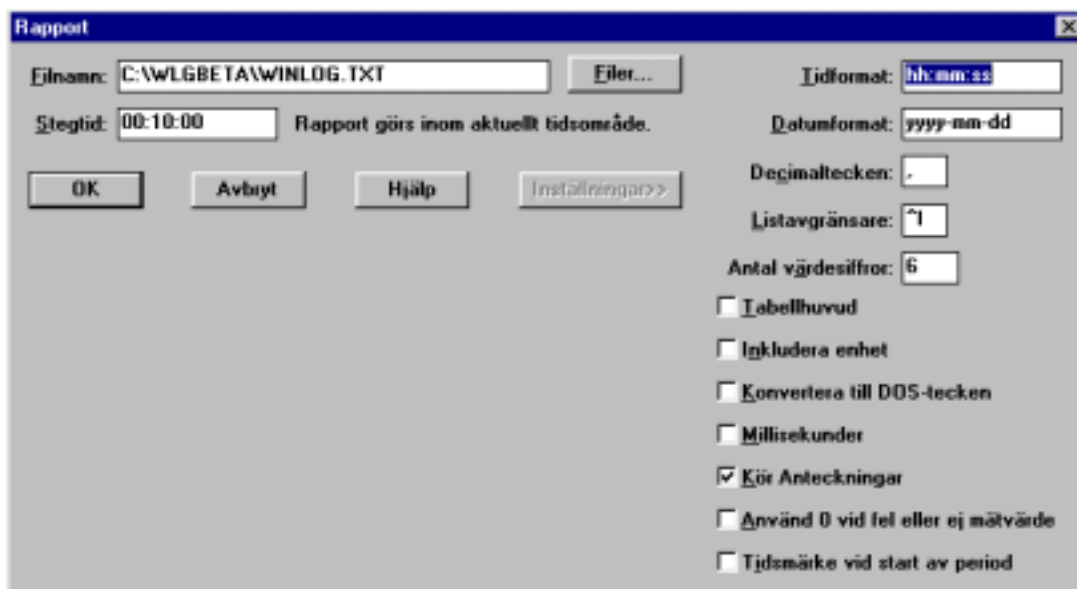 Rapport
Filnamn: C:\WLGBETA\WINLOG.TXT Filer...
Stegtid: 00:10:00 Rapport görs inom aktuellt tidsområde.
OK Avbryt Hjälp Inställningar>>
Tidformat: hh:mm:ss
Datumformat: yyyy-mm-dd
Decimaltecken:
Listavgränsare:
Antal värdesiffror: 6
Tabellhuvud
Inkludera enhet
Konvertera till DOS-tecken
Millisekunder
Kör Anteckningar
Använd 0 vid fel eller ej mätvärde
Tidsmärke vid start av period